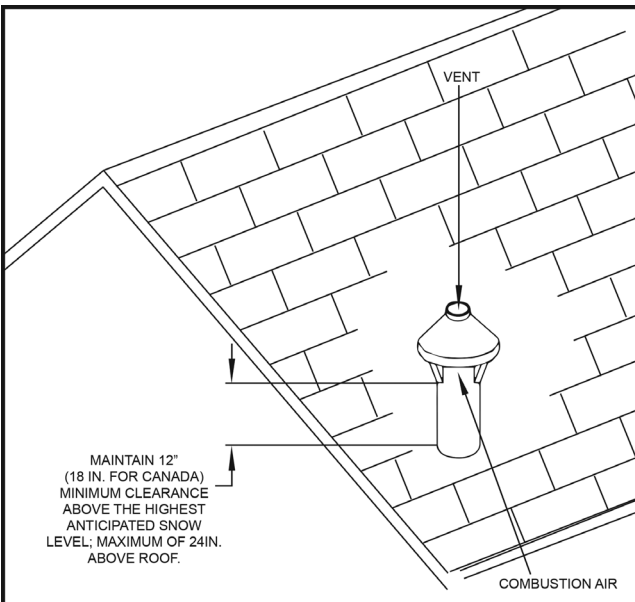 VENT
MAINTAIN 12"
(18 IN. FOR CANADA)
MINIMUM CLEARANCE
ABOVE THE HIGHEST
ANTICIPATED SNOW
LEVEL; MAXIMUM OF 24IN.
ABOVE ROOF.
COMBUSTION AIR